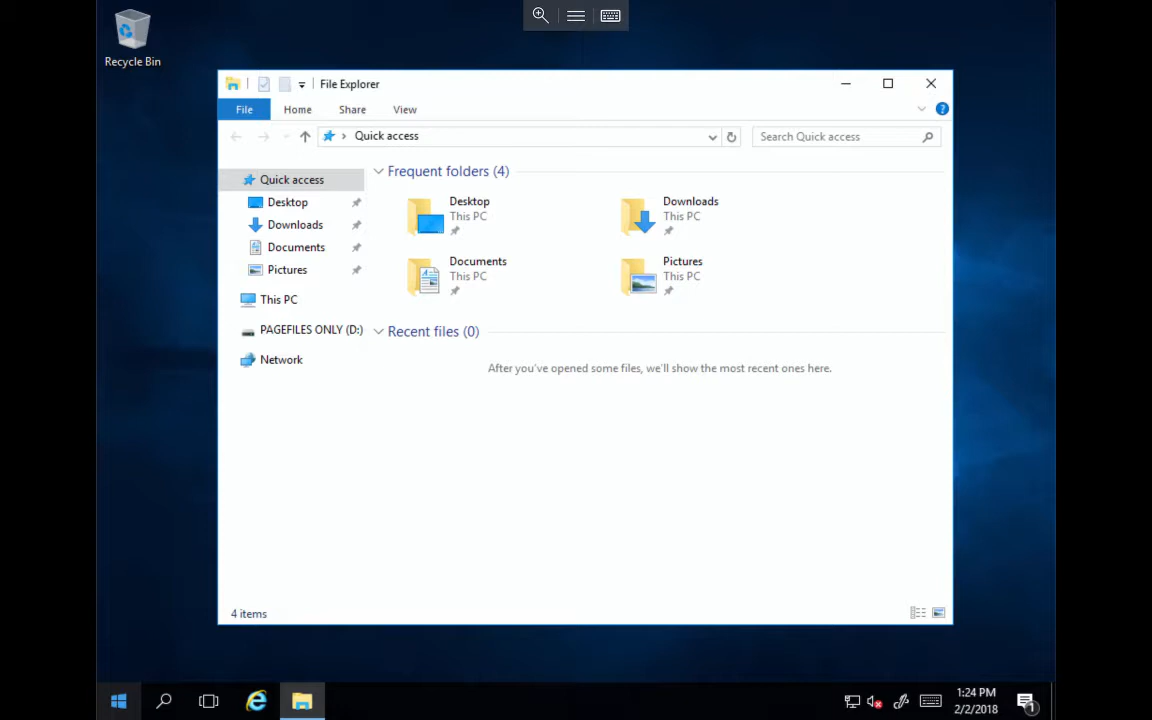 Recycle Bin
File Explorer
File Home Share View
Quick access
Search Quick access
Quick access
Desktop
Downloads
Documents
Pictures
This PC
PAGEFILES ONLY (D:)
Network
Frequent folders (4)
Desktop
This PC
Downloads
This PC
Documents
This PC
Pictures
This PC
Recent files (0)
After you've opened some files, we'll show the most recent ones here.
4 items
1:24 PM
2/2/2018
1